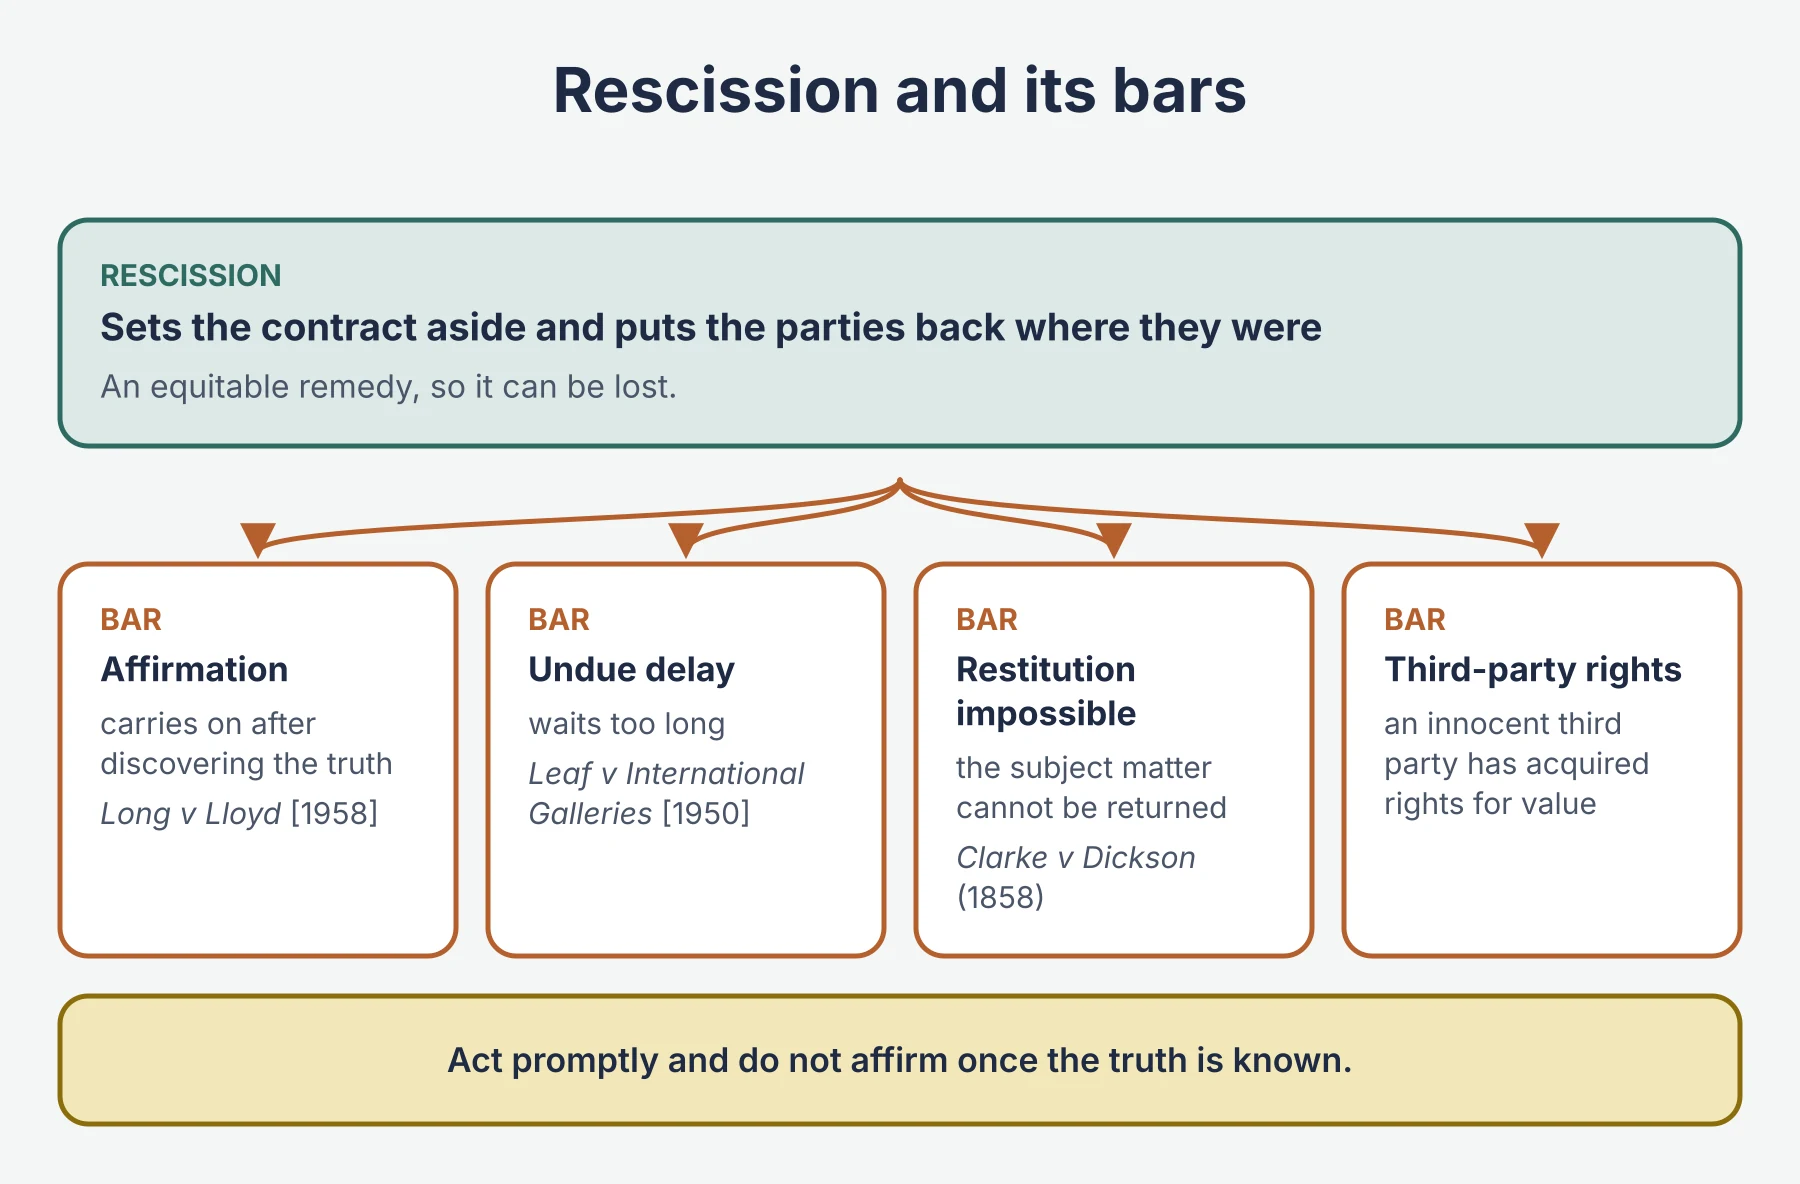 Rescission and its bars
RESCISSION
Sets the contract aside and puts the parties back where they were
An equitable remedy, so it can be lost.
BAR
Affirmation
carries on after
discovering the truth
Long v Lloyd [1958]
BAR
Undue delay
waits too long
Leaf v International
Galleries [1950]
BAR
Restitution
impossible
the subject matter
cannot be returned
Clarke v Dickson
(1858)
BAR
Third-party rights
an innocent third
party has acquired
rights for value
Act promptly and do not affirm once the truth is known.